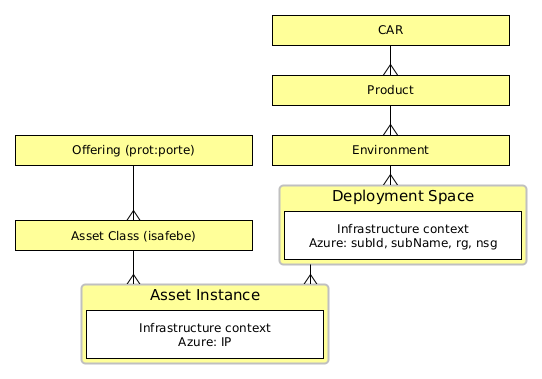 CAR
Product
Offering (prot:porte)
Environment
Deployment Space
Infrastructure context
Azure: subId, subName, rg, nsg
Asset Class (isafebe)
Asset Instance
Infrastructure context
Azure: IP